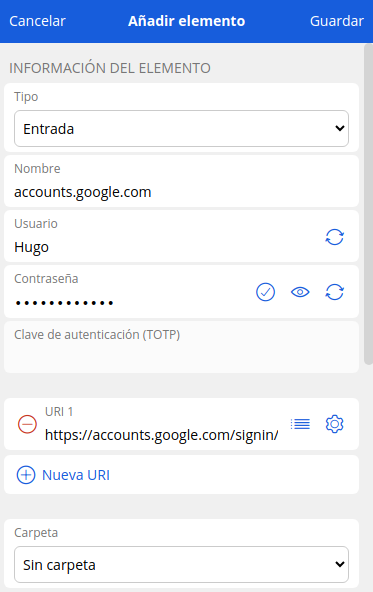 Cancelar Añadir elemento Guardar
INFORMACIÓN DEL ELEMENTO
Tipo
Entrada
Nombre
accounts.google.com
Usuario
Hugo
Contraseña
••••••••••••
Clave de autenticación (TOTP)
URI 1
https://accounts.google.com/signin/
Nueva URI
Carpeta
Sin carpeta